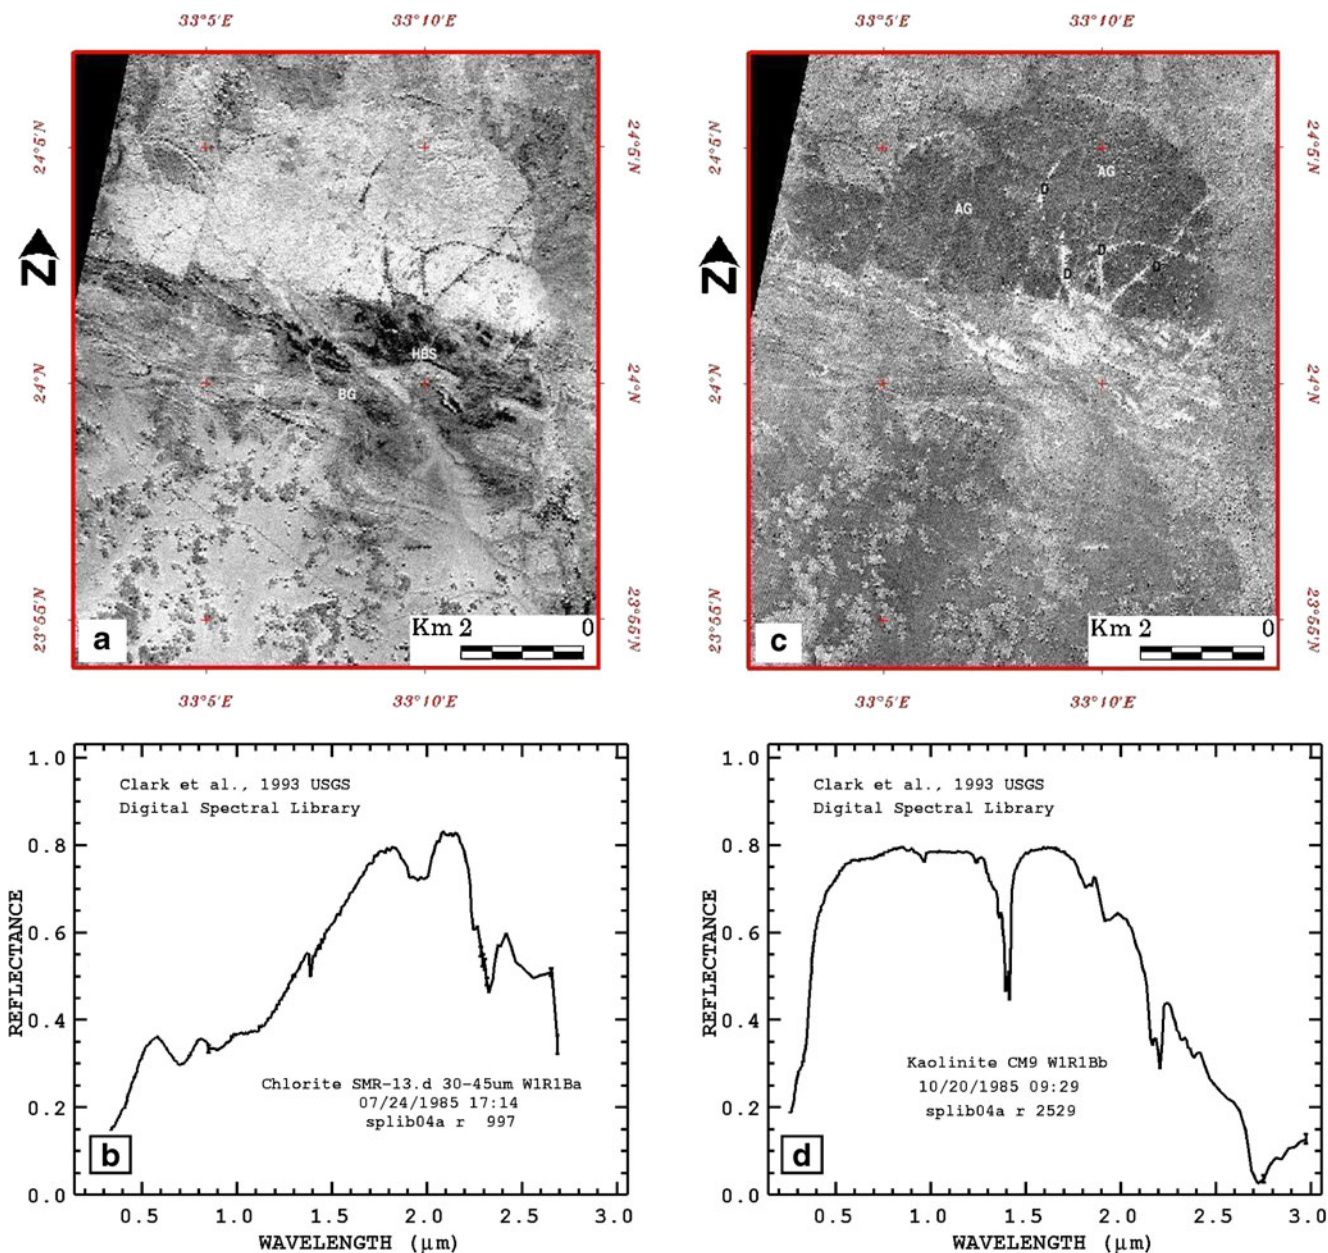 33°5′E 33°10′E 33°5′E 33°10′E
24°5′N 24°5′N 24°5′N 24°5′N
AG
AG
D
D
D
D
N N
HBS
M
BG
24°N 24°N 24°N 24°N
23°55′N 23°55′N 23°55′N 23°55′N
a Km 2 0
c Km 2 0
33°5′E 33°10′E 33°5′E 33°10′E
1.0
0.8
0.6
0.4
0.2
0.0
REFLECTANCE
Clark et al., 1993 USGS
Digital Spectral Library
Chlorite SMR-13.d 30-45um W1R1Ba
07/24/1985 17:14
splib04a r 997
b
0.5 1.0 1.5 2.0 2.5 3.0
WAVELENGTH (μm)
1.0
0.8
0.6
0.4
0.2
0.0
REFLECTANCE
Clark et al., 1993 USGS
Digital Spectral Library
Kaolinite CM9 W1R1Bb
10/20/1985 09:29
splib04a r 2529
d
0.5 1.0 1.5 2.0 2.5 3.0
WAVELENGTH (μm)